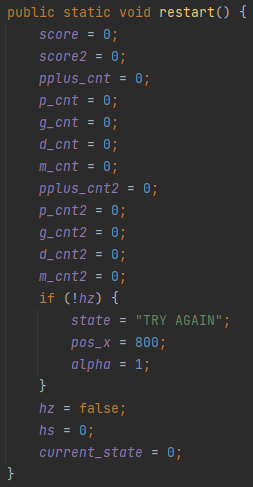 public static void restart() {
score = 0;
score2 = 0;
pplus_cnt = 0;
p_cnt = 0;
g_cnt = 0;
d_cnt = 0;
m_cnt = 0;
pplus_cnt2 = 0;
p_cnt2 = 0;
g_cnt2 = 0;
d_cnt2 = 0;
m_cnt2 = 0;
if (!hz) {
state = "TRY AGAIN";
pos_x = 800;
alpha = 1;
}
hz = false;
hs = 0;
current_state = 0;
}